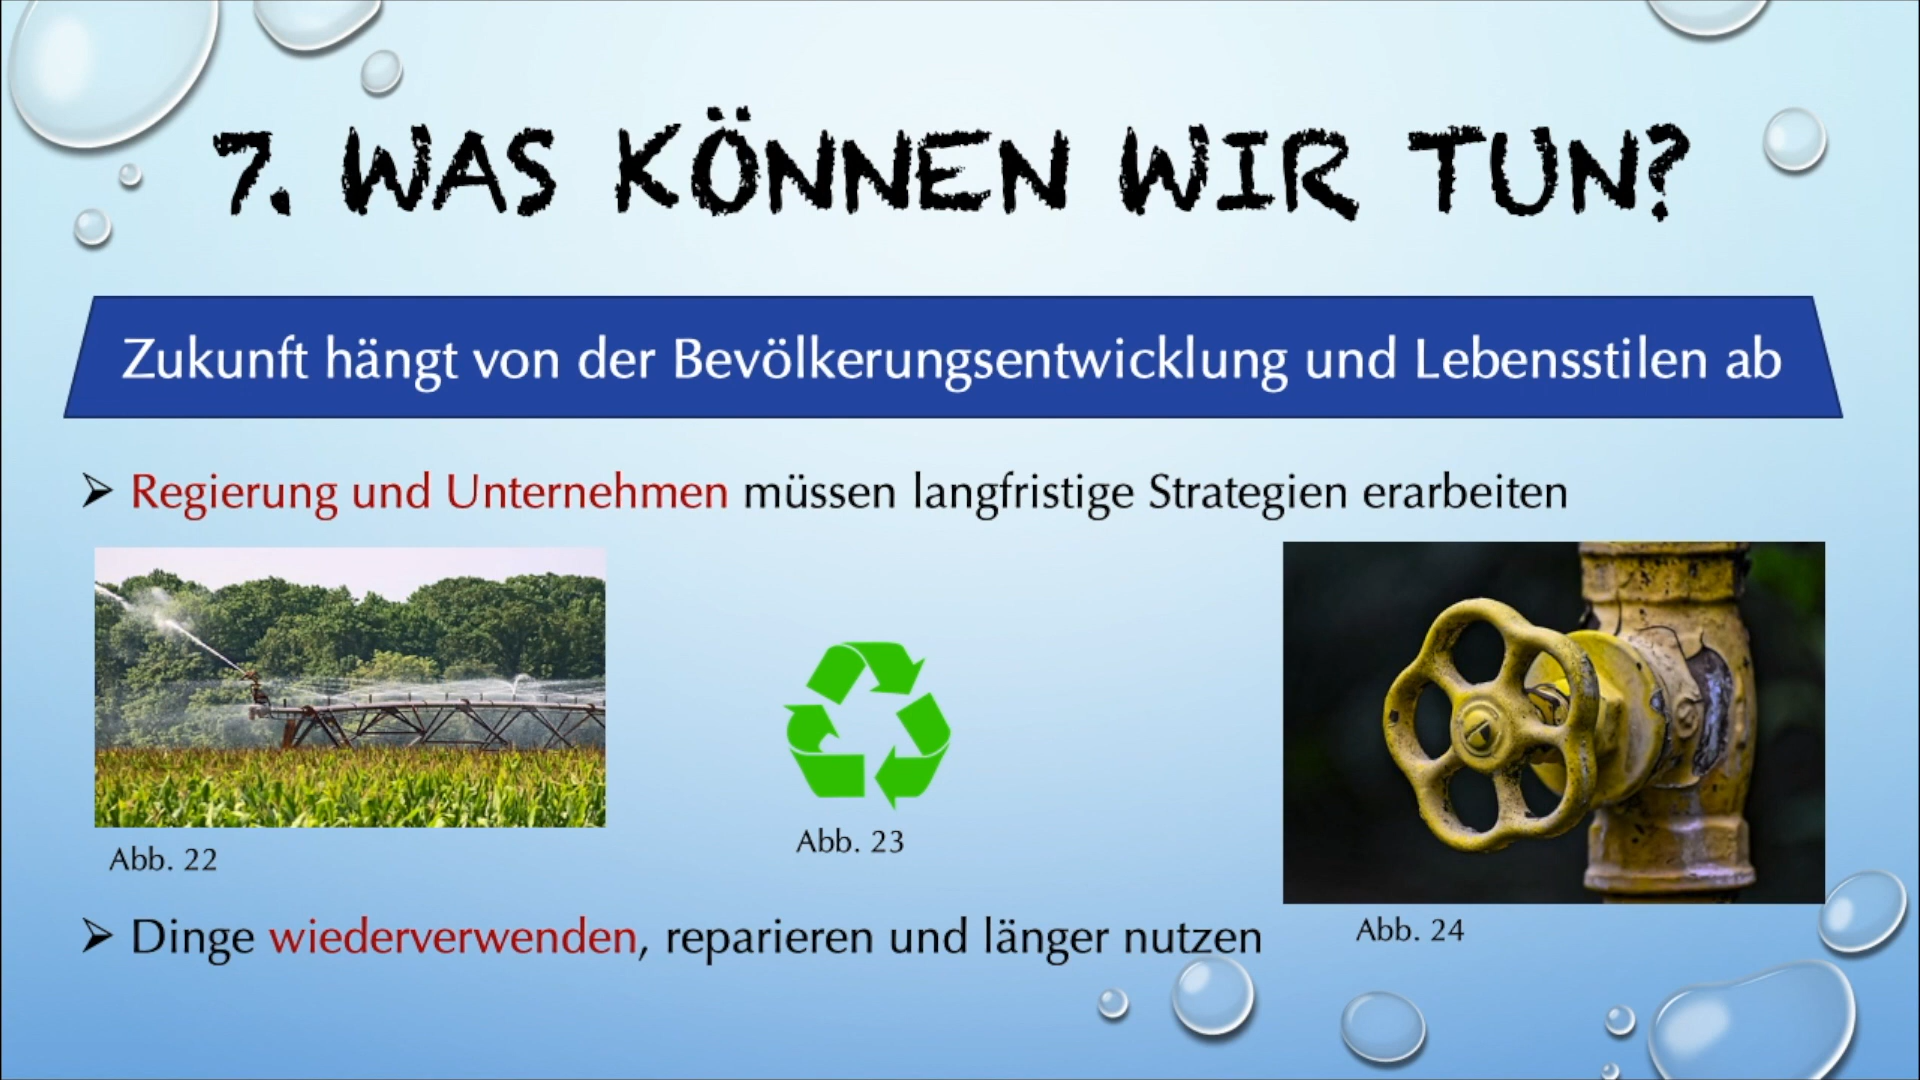 7. WAS KÖNNEN WIR TUN?
Zukunft hängt von der Bevölkerungsentwicklung und Lebensstilen ab
➢ Regierung und Unternehmen müssen langfristige Strategien erarbeiten
Abb. 22
Abb. 23
Abb. 24
➢ Dinge wiederverwenden, reparieren und länger nutzen